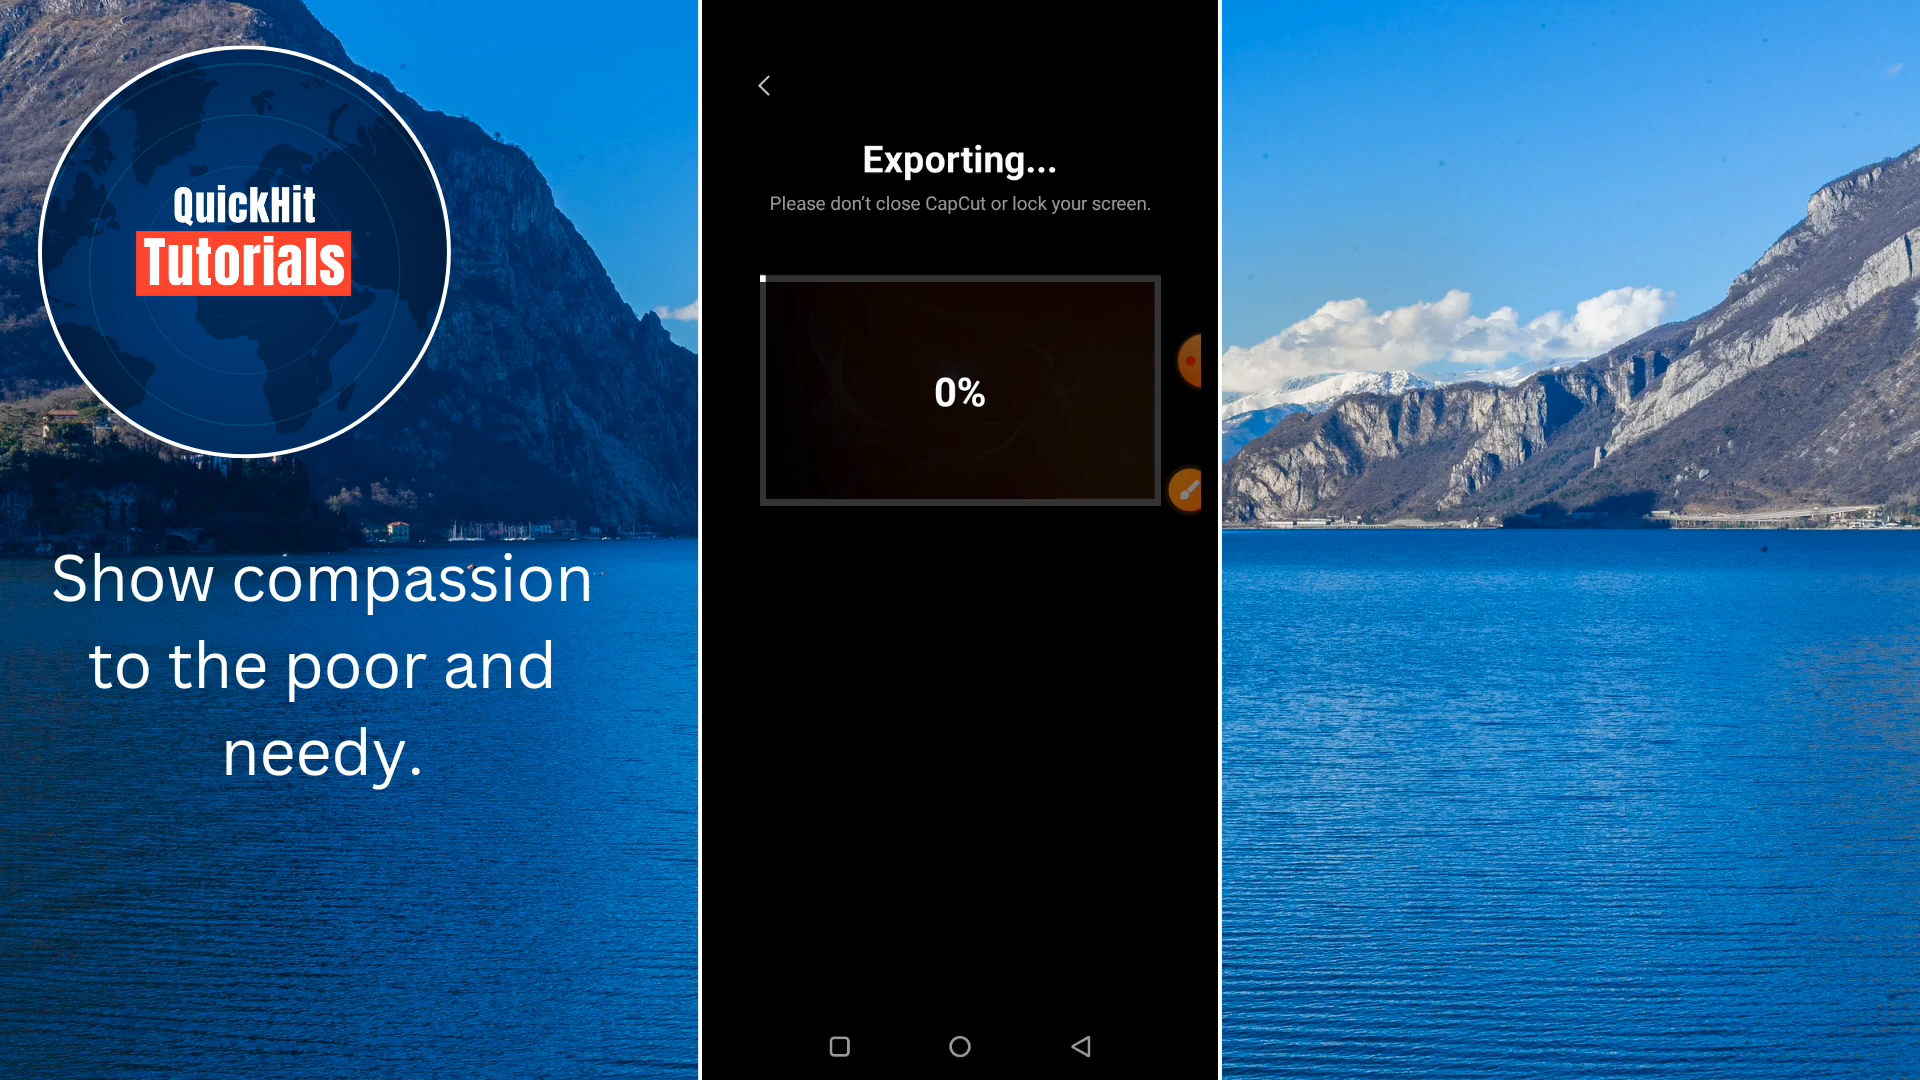 QuickHit
Tutorials
Show compassion
to the poor and
needy.
Exporting...
Please don't close CapCut or lock your screen.
0%